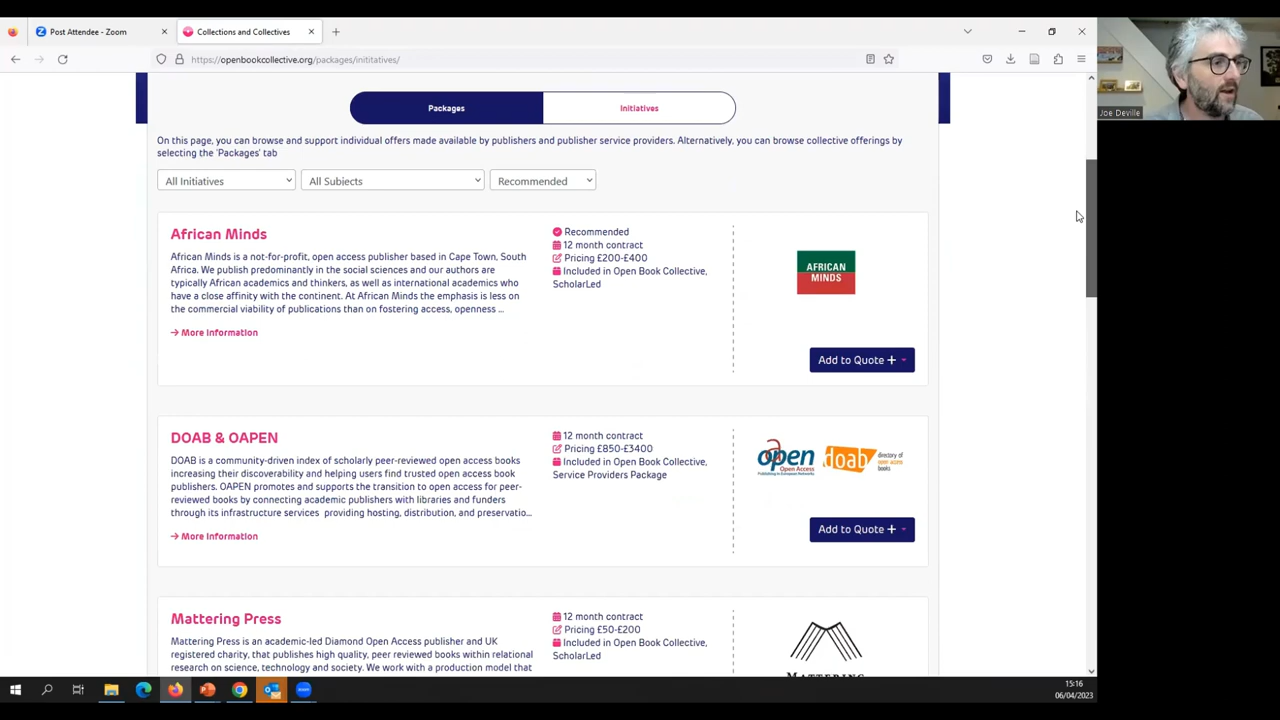 Post Attendee - Zoom
Collections and Collectives
https://openbookcollective.org/packages/inititatives/
Joe Deville
Packages
Initiatives
On this page, you can browse and support individual offers made available by publishers and publisher service providers. Alternatively, you can browse collective offerings by
selecting the 'Packages' tab
All Initiatives
All Subjects
Recommended
African Minds
African Minds is a not-for-profit, open access publisher based in Cape Town, South
Africa. We publish predominantly in the social sciences and our authors are
typically African academics and thinkers, as well as international academics who
have a close affinity with the continent. At African Minds the emphasis is less on
the commercial viability of publications than on fostering access, openness ...
→ More Information
Recommended
12 month contract
Pricing £200-£400
Included in Open Book Collective,
ScholarLed
AFRICAN
MINDS
Add to Quote +
DOAB & OAPEN
DOAB is a community-driven index of scholarly peer-reviewed open access books
increasing their discoverability and helping users find trusted open access book
publishers. OAPEN promotes and supports the transition to open access for peer-
reviewed books by connecting academic publishers with libraries and funders
through its infrastructure services providing hosting, distribution, and preservatio...
→ More Information
12 month contract
Pricing £850-£3400
Included in Open Book Collective,
Service Providers Package
open
Open Access
Publishing in European Networks
doab
directory of
open access
books
Add to Quote +
Mattering Press
Mattering Press is an academic-led Diamond Open Access publisher and UK
registered charity, that publishes high quality, peer reviewed books within relational
research on science, technology and society. We work with a production model that
12 month contract
Pricing £50-£200
Included in Open Book Collective,
ScholarLed
MATTERING
15:16
06/04/2023